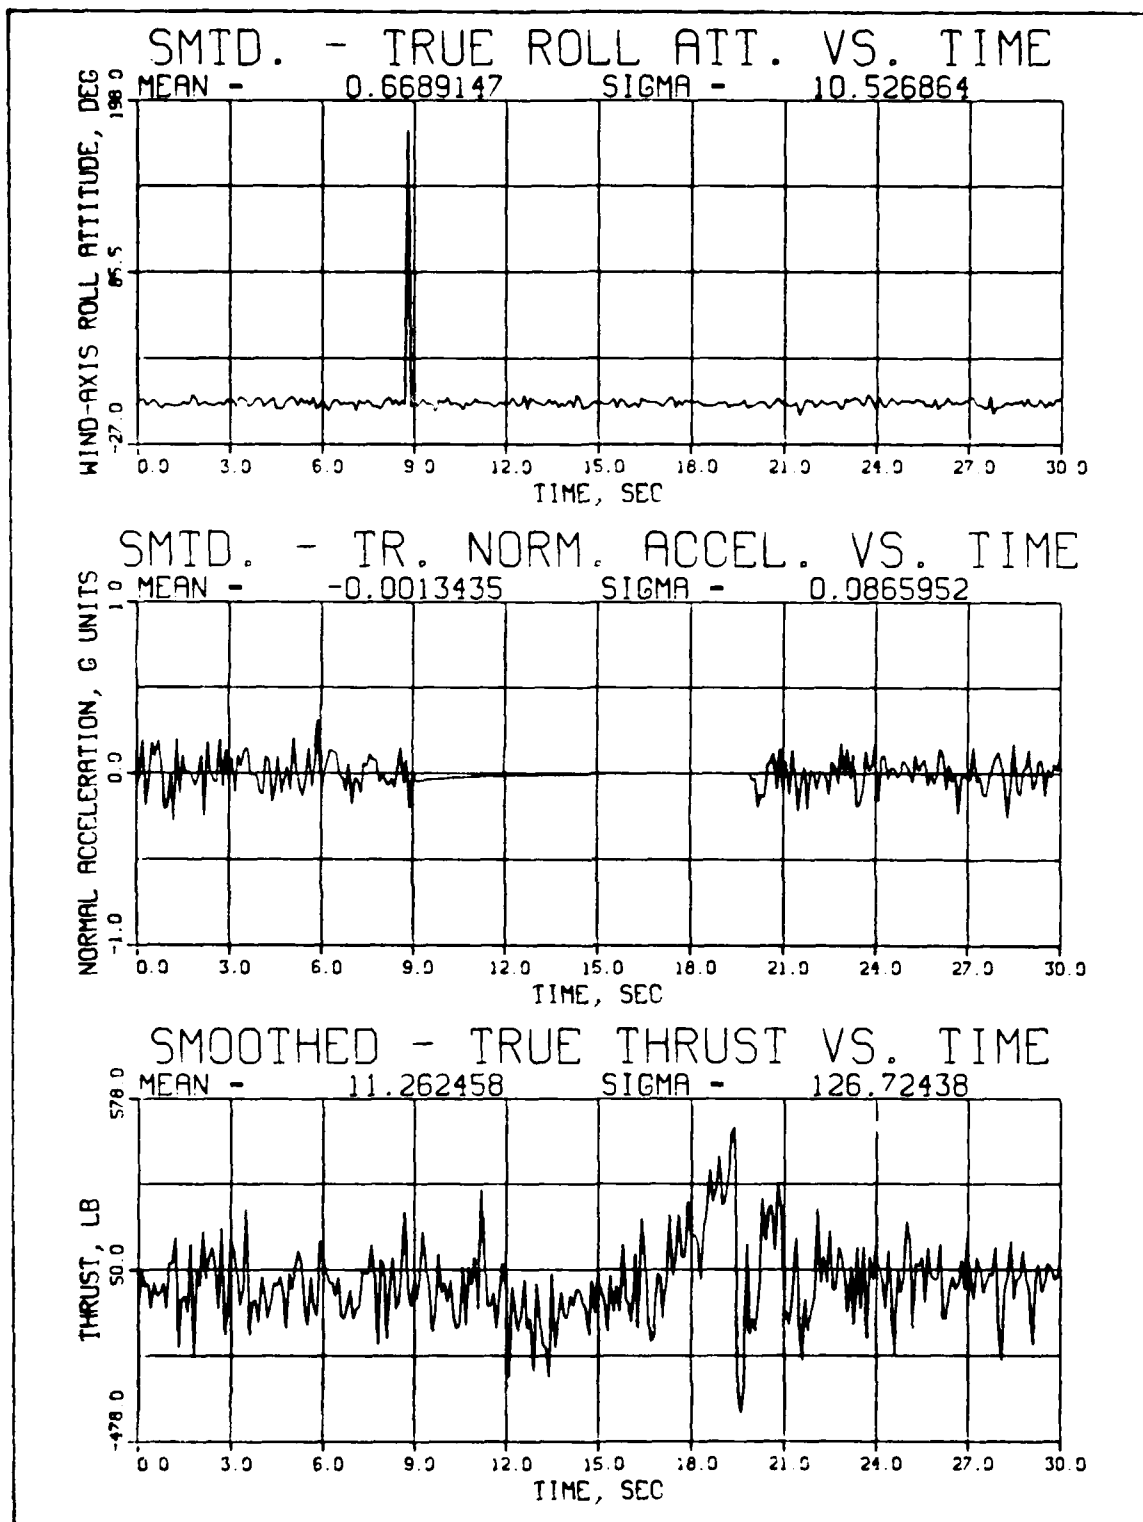 SMTD. - TRUE ROLL ATT. VS. TIME
MEAN - 0.6689147 SIGMA - 10.526864
WIND-AXIS ROLL ATTITUDE, DEG
198.0
86.5
-27.0
0.0 3.0 6.0 9.0 12.0 15.0 18.0 21.0 24.0 27.0 30.0
TIME, SEC
SMTD. - TR. NORM. ACCEL. VS. TIME
MEAN - -0.0013435 SIGMA - 0.0865952
NORMAL ACCELERATION, G UNITS
1.0
0.0
-1.0
0.0 3.0 6.0 9.0 12.0 15.0 18.0 21.0 24.0 27.0 30.0
TIME, SEC
SMOOTHED - TRUE THRUST VS. TIME
MEAN - 11.262458 SIGMA - 126.72438
THRUST, LB
578.0
50.0
-478.0
0.0 3.0 6.0 9.0 12.0 15.0 18.0 21.0 24.0 27.0 30.0
TIME, SEC